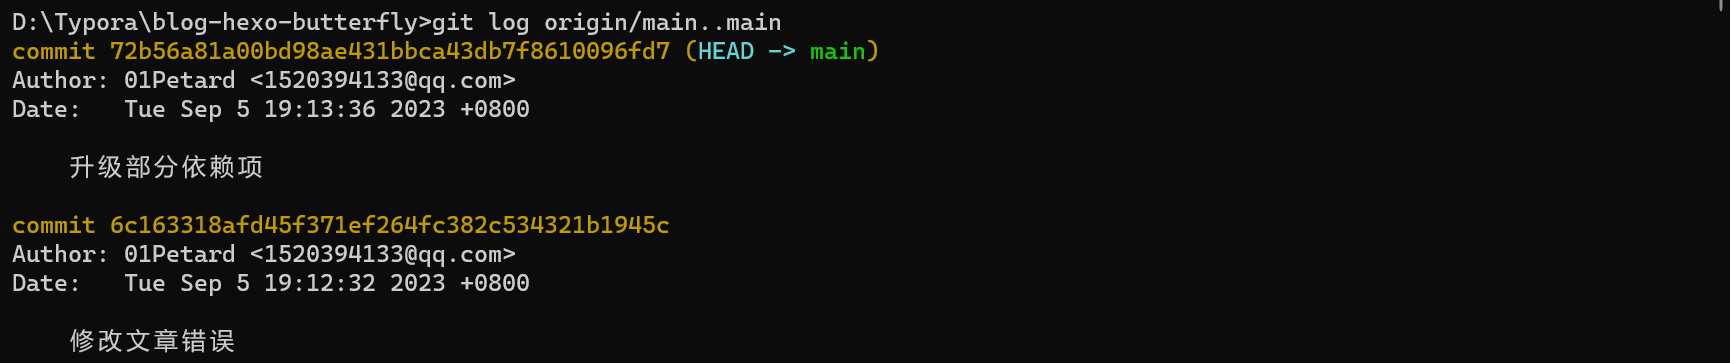 D:\Typora\blog-hexo-butterfly>git log origin/main..main
commit 72b56a81a00bd98ae431bbca43db7f8610096fd7 (HEAD -> main)
Author: 01Petard <1520394133@qq.com>
Date:   Tue Sep 5 19:13:36 2023 +0800
升级部分依赖项
commit 6c163318afd45f371ef264fc382c534321b1945c
Author: 01Petard <1520394133@qq.com>
Date:   Tue Sep 5 19:12:32 2023 +0800
修改文章错误